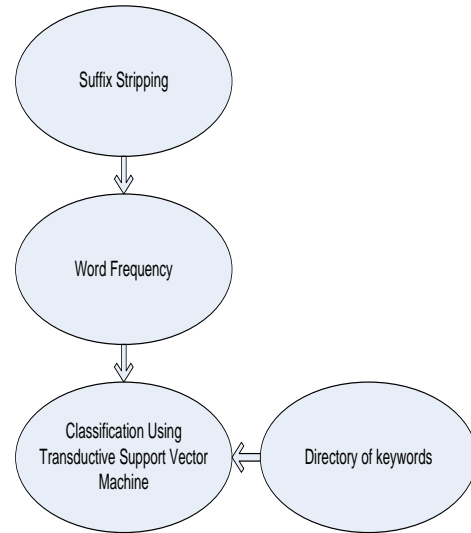 Suffix Stripping
Word Frequency
Classification Using
Transductive Support Vector
Machine
Directory of keywords